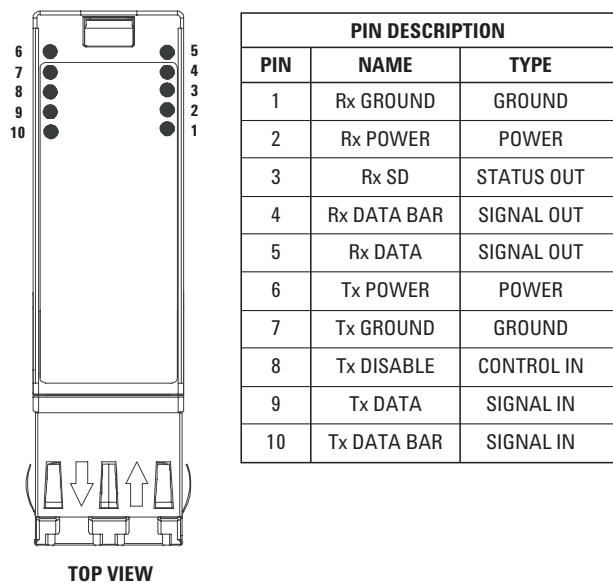 6 5
7 4
8 3
9 2
10 1
TOP VIEW
PIN DESCRIPTION
PIN NAME TYPE
1 Rx GROUND GROUND
2 Rx POWER POWER
3 Rx SD STATUS OUT
4 Rx DATA BAR SIGNAL OUT
5 Rx DATA SIGNAL OUT
6 Tx POWER POWER
7 Tx GROUND GROUND
8 Tx DISABLE CONTROL IN
9 Tx DATA SIGNAL IN
10 Tx DATA BAR SIGNAL IN